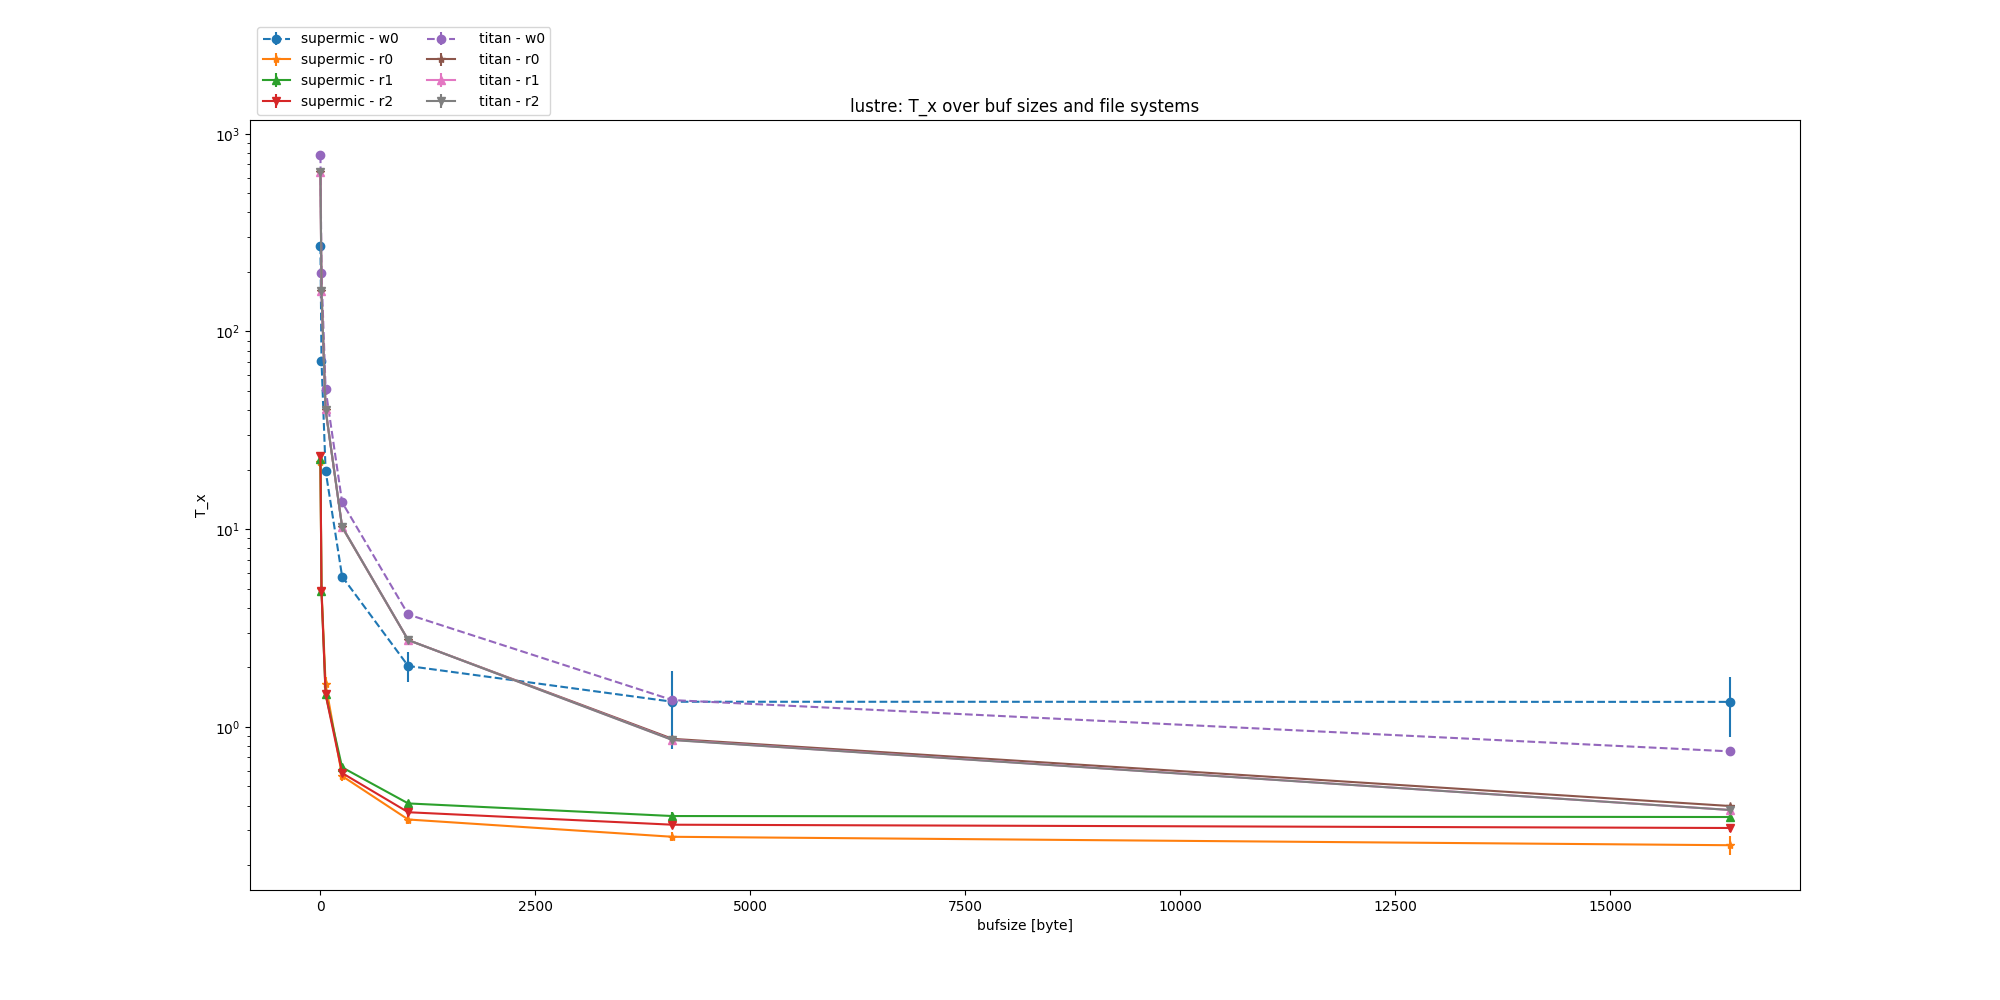 supermic - w0
supermic - r0
supermic - r1
supermic - r2
titan - w0
titan - r0
titan - r1
titan - r2
lustre: T_x over buf sizes and file systems
T_x
10³
10²
10¹
10⁰
0 2500 5000 7500 10000 12500 15000
bufsize [byte]